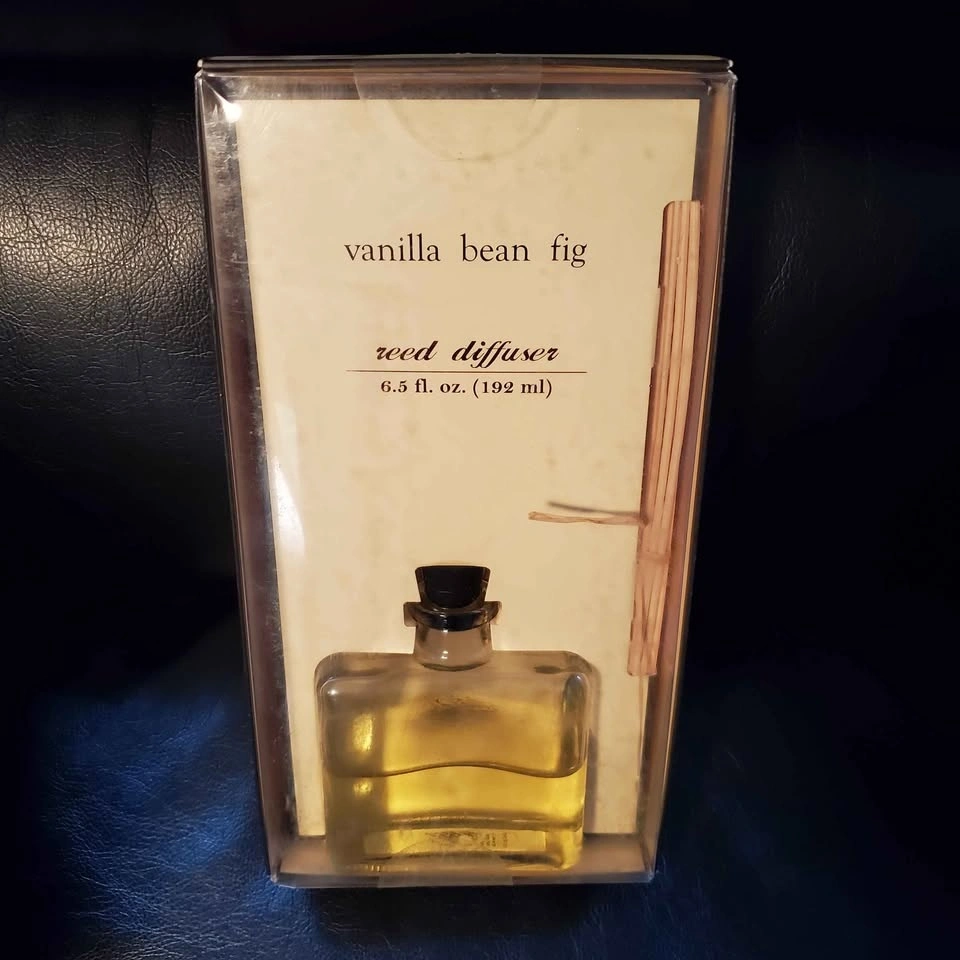 vanilla bean fig
reed diffuser
6.5 fl. oz. (192 ml)